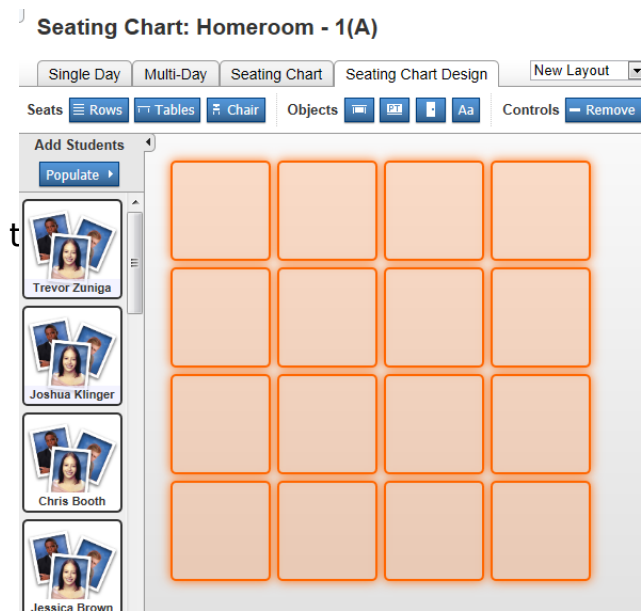 Seating Chart: Homeroom - 1(A)
Single Day Multi-Day Seating Chart Seating Chart Design New Layout
Seats Rows Tables Chair Objects PT Aa Controls Remove
Add Students
Populate
t
Trevor Zuniga
Joshua Klinger
Chris Booth
Jessica Brown